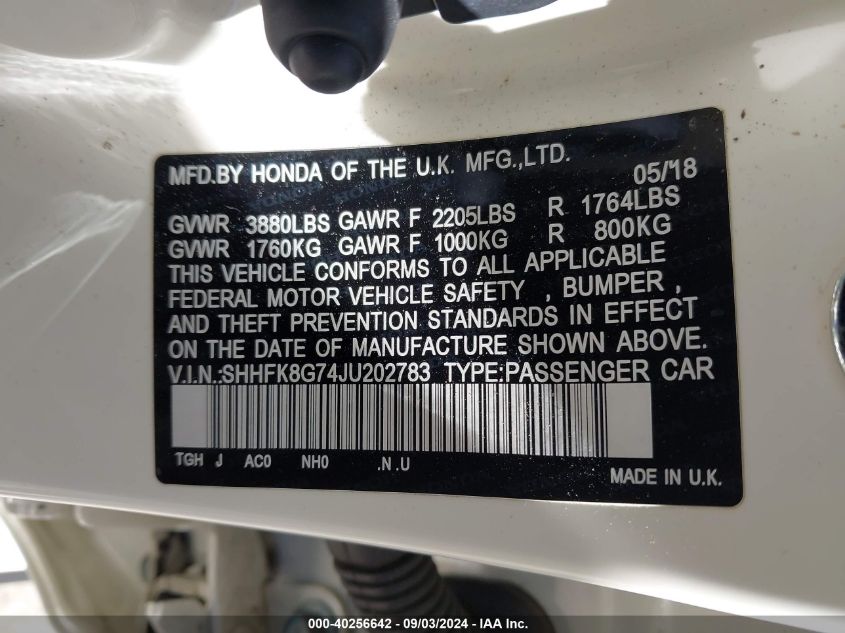 MFD.BY HONDA OF THE U.K. MFG.,LTD. 05/18
GVWR 3880LBS GAWR F 2205LBS R 1764LBS
GVWR 1760KG GAWR F 1000KG R 800KG
THIS VEHICLE CONFORMS TO ALL APPLICABLE
FEDERAL MOTOR VEHICLE SAFETY , BUMPER ,
AND THEFT PREVENTION STANDARDS IN EFFECT
ON THE DATE OF MANUFACTURE SHOWN ABOVE.
V.I.N.:SHHFK8G74JU202783 TYPE:PASSENGER CAR
TGH J AC0 NH0 .N.U
MADE IN U.K.
000-40256642 - 09/03/2024 - IAA Inc.